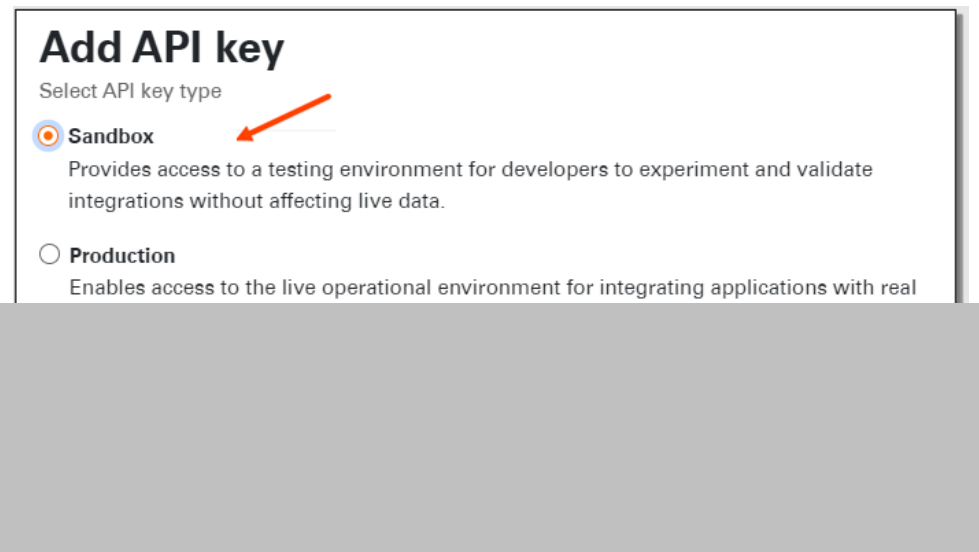 Add API key
Select API key type
Sandbox
Provides access to a testing environment for developers to experiment and validate
integrations without affecting live data.
Production
Enables access to the live operational environment for integrating applications with real